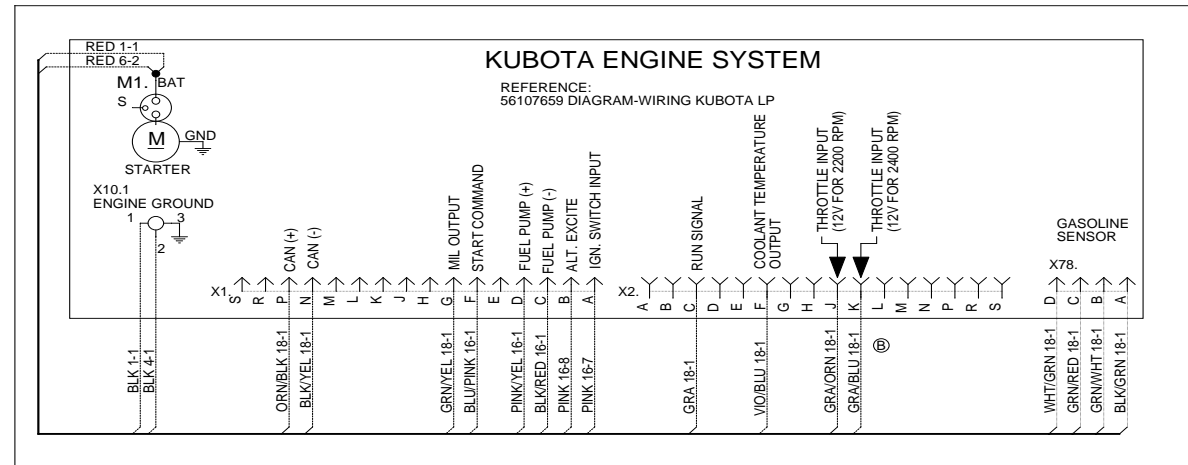 RED 1-1
RED 6-2
KUBOTA ENGINE SYSTEM
REFERENCE:
56107659 DIAGRAM-WIRING KUBOTA LP
M1. BAT
S
M
GND
STARTER
X10.1
ENGINE GROUND
1
3
2
CAN (+)
CAN (-)
MIL OUTPUT
START COMMAND
FUEL PUMP (+)
FUEL PUMP (-)
ALT. EXCITE
IGN. SWITCH INPUT
RUN SIGNAL
COOLANT TEMPERATURE
OUTPUT
THROTTLE INPUT
(12V FOR 2200 RPM)
THROTTLE INPUT
(12V FOR 2400 RPM)
GASOLINE
SENSOR
X1.
S
R
P
N
M
L
K
J
H
G
F
E
D
C
B
A
X2.
A
B
C
D
E
F
G
H
J
K
L
M
N
P
R
S
X78.
D
C
B
A
BLK 1-1
BLK 4-1
ORN/BLK 18-1
BLK/YEL 18-1
GRN/YEL 18-1
BLU/PINK 16-1
PINK/YEL 16-1
BLK/RED 16-1
PINK 16-8
PINK 16-7
GRA 18-1
VIO/BLU 18-1
GRA/ORN 18-1
GRA/BLU 18-1
B
WHT/GRN 18-1
GRN/RED 18-1
GRN/WHT 18-1
BLK/GRN 18-1